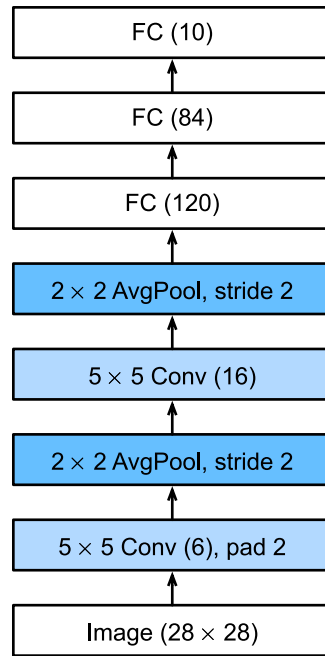 FC (10)
FC (84)
FC (120)
2 × 2 AvgPool, stride 2
5 × 5 Conv (16)
2 × 2 AvgPool, stride 2
5 × 5 Conv (6), pad 2
Image (28 × 28)